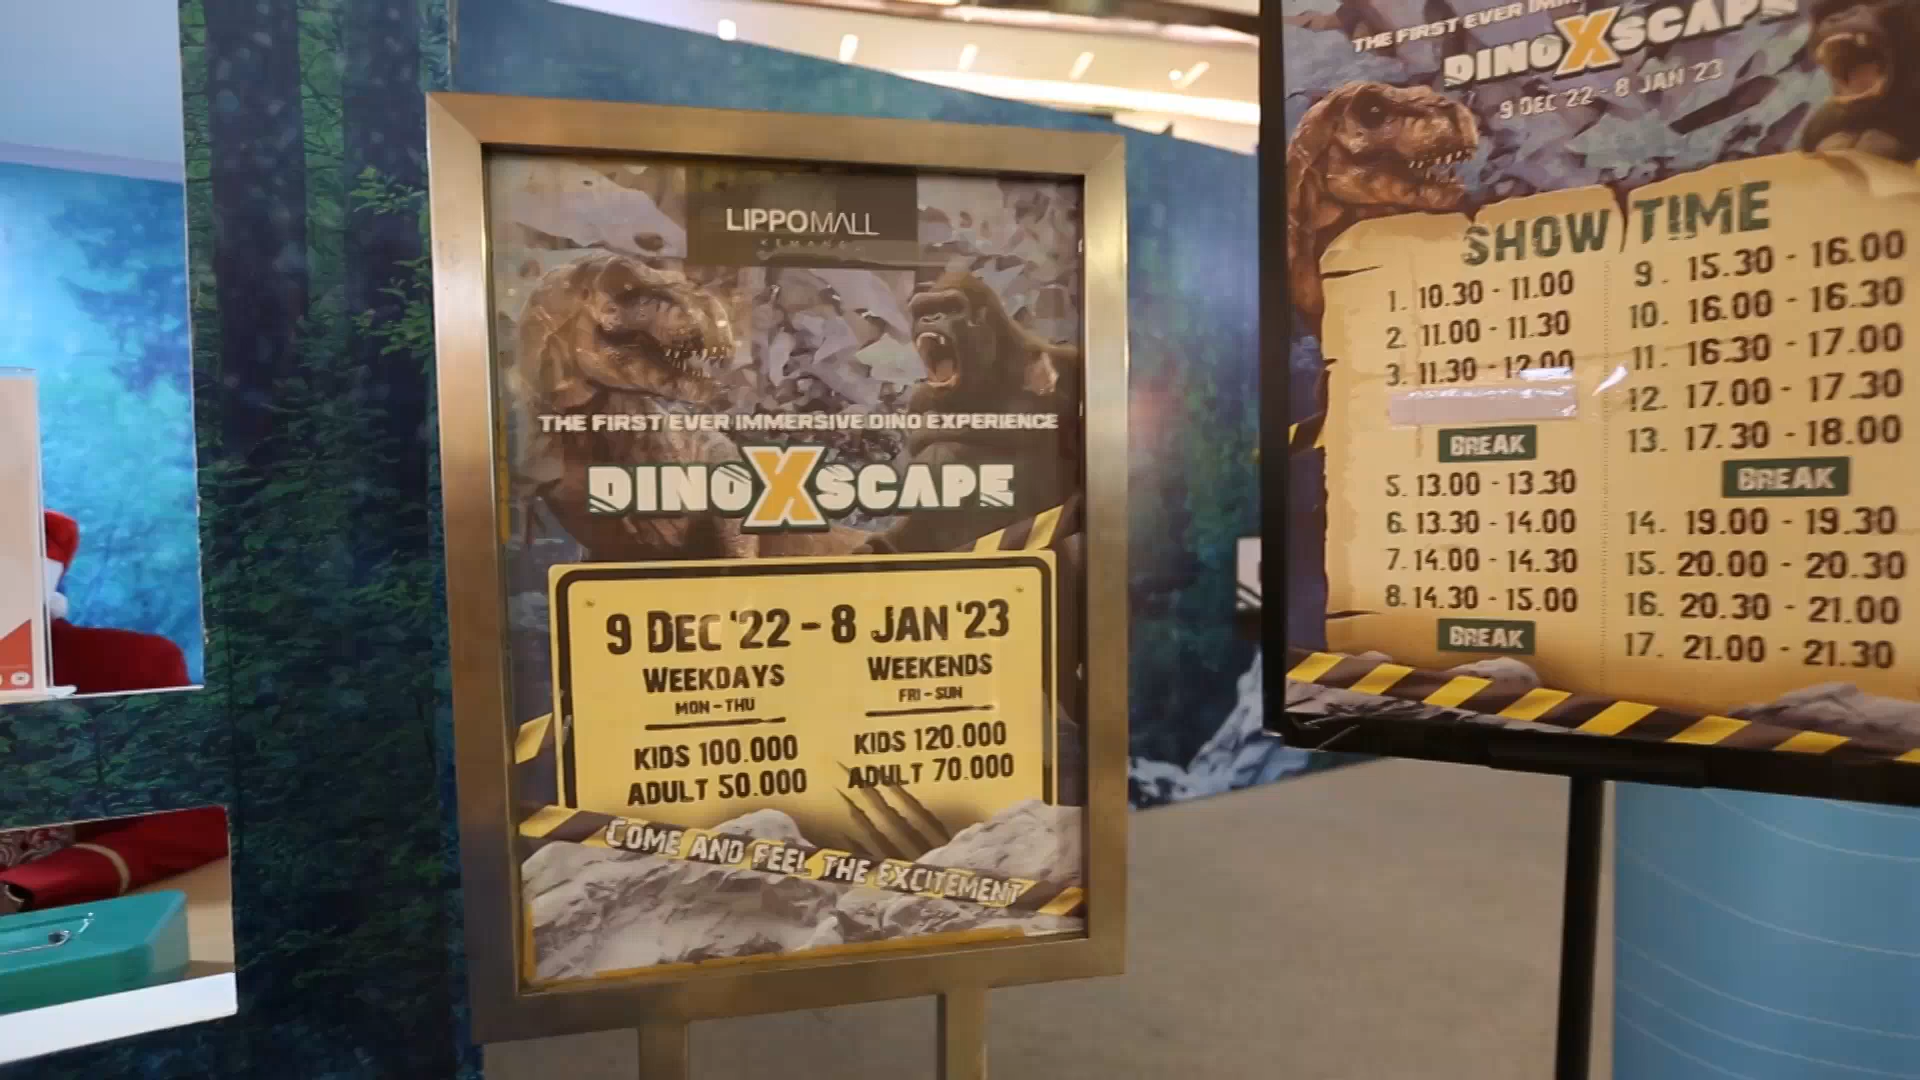 LIPPOMALL
KEMANG
THE FIRST EVER IMMERSIVE DINO EXPERIENCE
DINOXSCAPE
9 DEC '22 - 8 JAN '23
WEEKDAYS
MON - THU
KIDS 100.000
ADULT 50.000
WEEKENDS
FRI - SUN
KIDS 120.000
ADULT 70.000
COME AND FEEL THE EXCITEMENT
THE FIRST EVER
DINOXSCAPE
9 DEC '22 - 8 JAN '23
SHOW TIME
1. 10.30 - 11.00
2. 11.00 - 11.30
3. 11.30 - 12.00
BREAK
5. 13.00 - 13.30
6. 13.30 - 14.00
7. 14.00 - 14.30
8. 14.30 - 15.00
BREAK
9. 15.30 - 16.00
10. 16.00 - 16.30
11. 16.30 - 17.00
12. 17.00 - 17.30
13. 17.30 - 18.00
BREAK
14. 19.00 - 19.30
15. 20.00 - 20.30
16. 20.30 - 21.00
17. 21.00 - 21.30